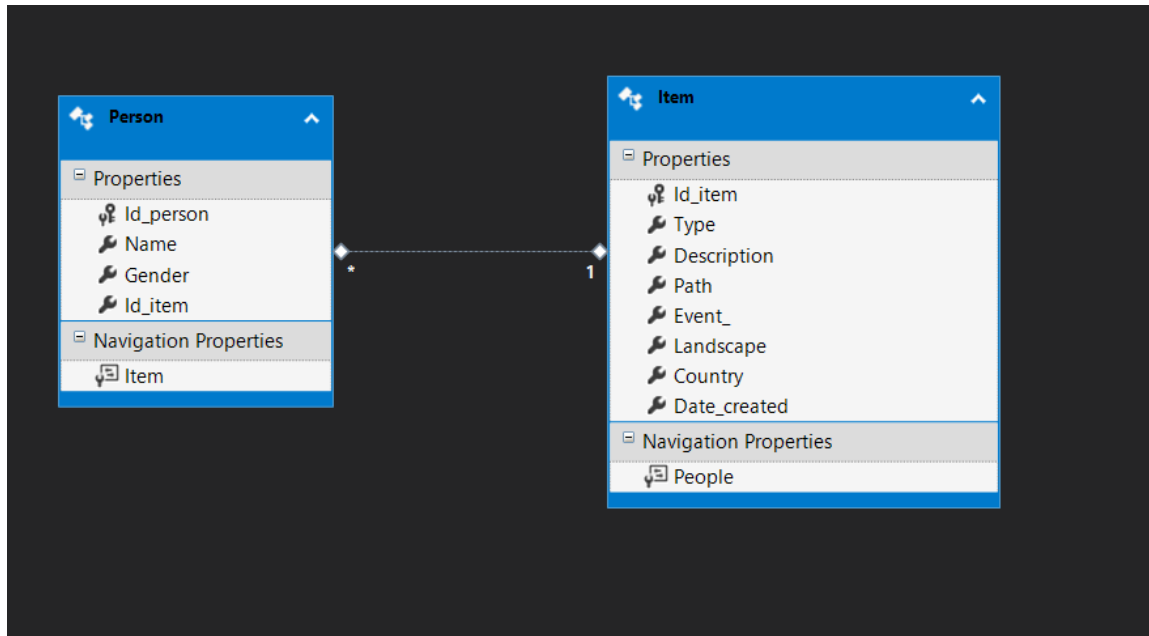 Person
Properties
Id_person
Name
Gender
Id_item
Navigation Properties
Item
*
1
Item
Properties
Id_item
Type
Description
Path
Event_
Landscape
Country
Date_created
Navigation Properties
People